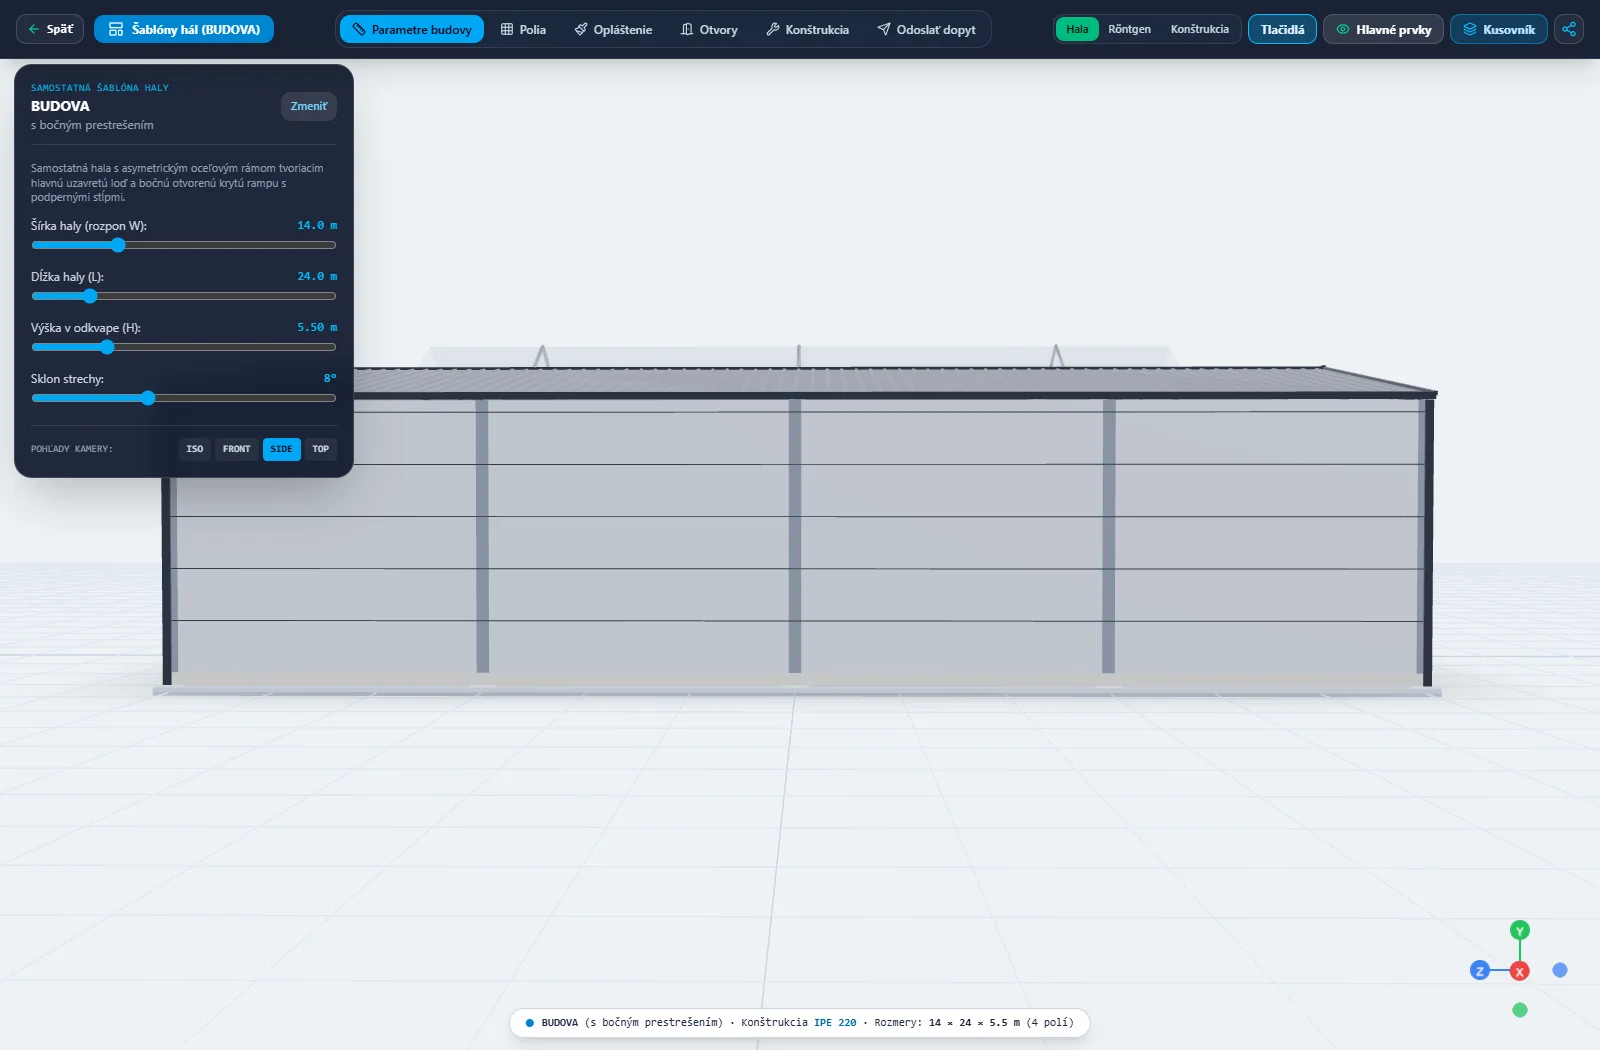 Späť
Šablóny hál (BUDOVA)
Parametre budovy
Polia
Opláštenie
Otvory
Konštrukcia
Odoslať dopyt
Hala
Röntgen
Konštrukcia
Tlačidlá
Hlavné prvky
Kusovník
SAMOSTATNÁ ŠABLÓNA HALY
BUDOVA
s bočným prestrešením
Zmeniť
Samostatná hala s asymetrickým oceľovým rámom tvoriacim
hlavnú uzavretú loď a bočnú otvorenú krytú rampu s
podpernými stĺpmi.
Šírka haly (rozpon W): 14.0 m
Dĺžka haly (L): 24.0 m
Výška v odkvape (H): 5.50 m
Sklon strechy: 8°
POHĽADY KAMERY: ISO FRONT SIDE TOP
Y
Z
X
BUDOVA (s bočným prestrešením) · Konštrukcia IPE 220 · Rozmery: 14 × 24 × 5.5 m (4 polí)